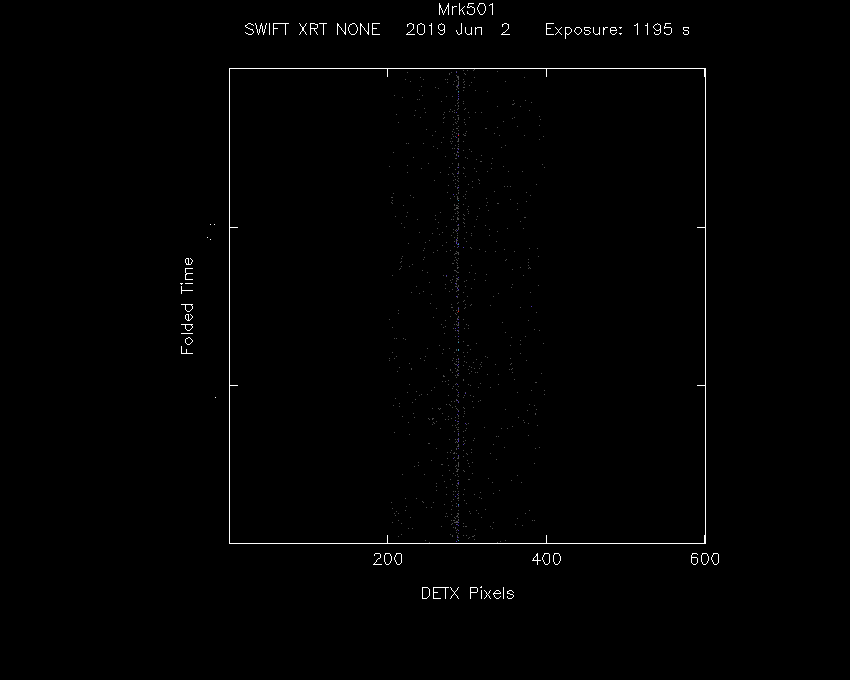 Mrk501
SWIFT XRT NONE 2019 Jun 2 Exposure: 1195 s
Folded Time
200 400 600
DETX Pixels